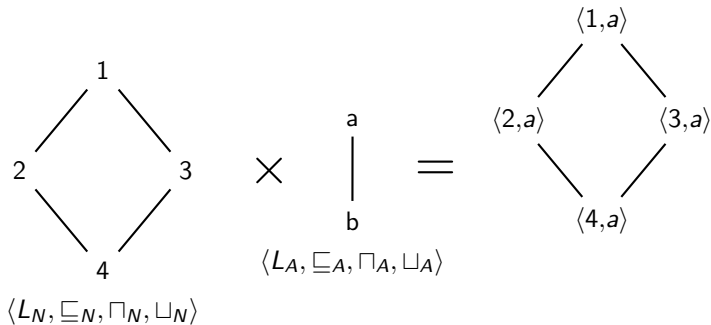 ⟨1,a⟩
1
a
⟨2,a⟩
⟨3,a⟩
2
3
×
=
b
⟨4,a⟩
4
⟨L_A, ⊑_A, ⊓_A, ⊔_A⟩
⟨L_N, ⊑_N, ⊓_N, ⊔_N⟩